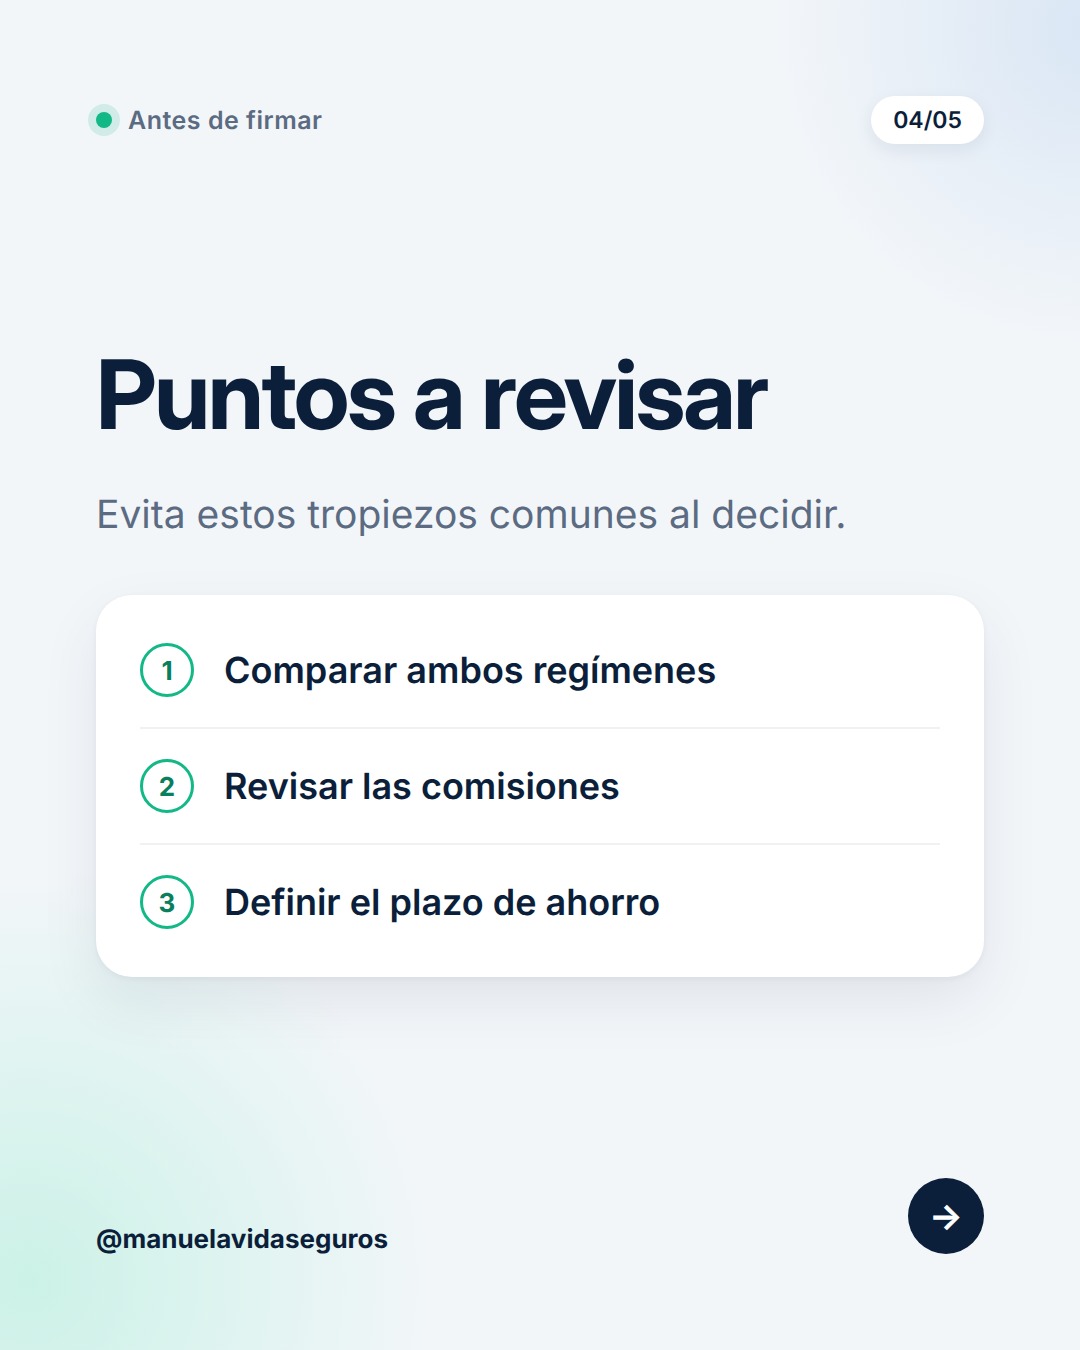 Antes de firmar
04/05
Puntos a revisar
Evita estos tropiezos comunes al decidir.
1 Comparar ambos regímenes
2 Revisar las comisiones
3 Definir el plazo de ahorro
@manuelavidaseguros
→